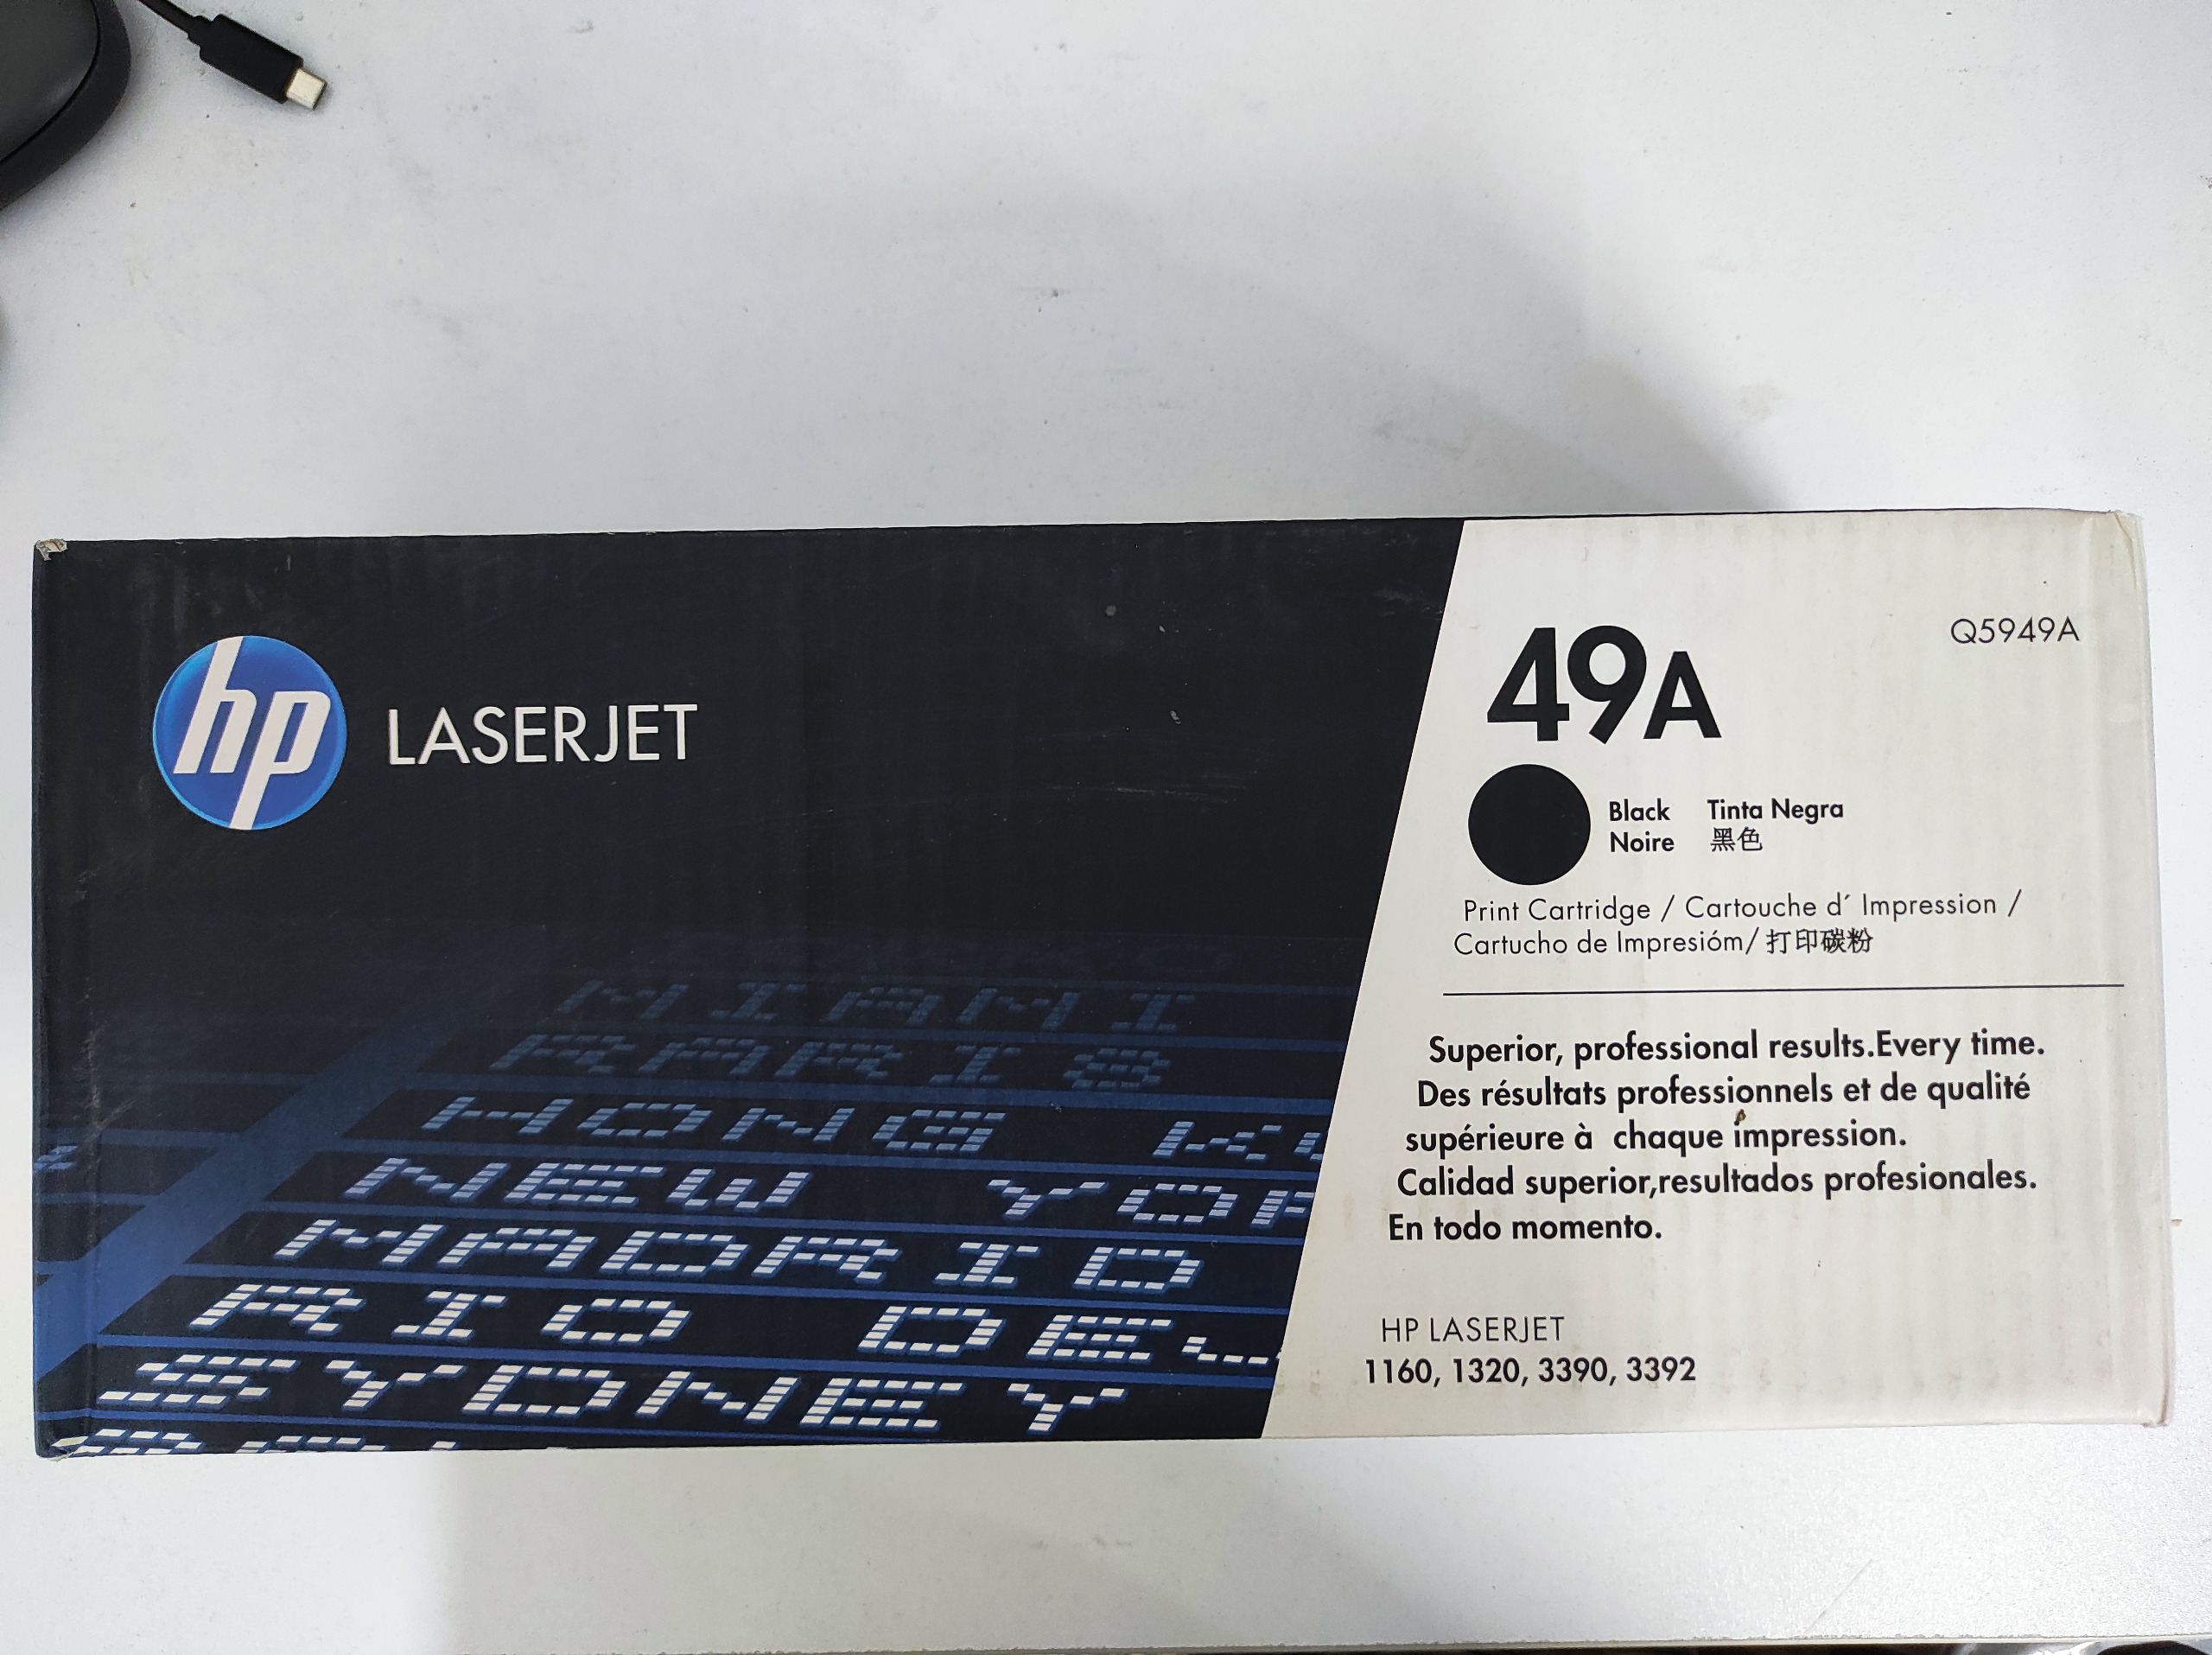 hp LASERJET
49A
Q5949A
Black Tinta Negra
Noire 黑色
Print Cartridge / Cartouche d´ Impression /
Cartucho de Impresióm/ 打印碳粉
Superior, professional results.Every time.
Des résultats professionnels et de qualité
supérieure à chaque impression.
Calidad superior,resultados profesionales.
En todo momento.
HP LASERJET
1160, 1320, 3390, 3392
MIAMI
HONG
NEW
MADRID
RIO DE
SYDNEY